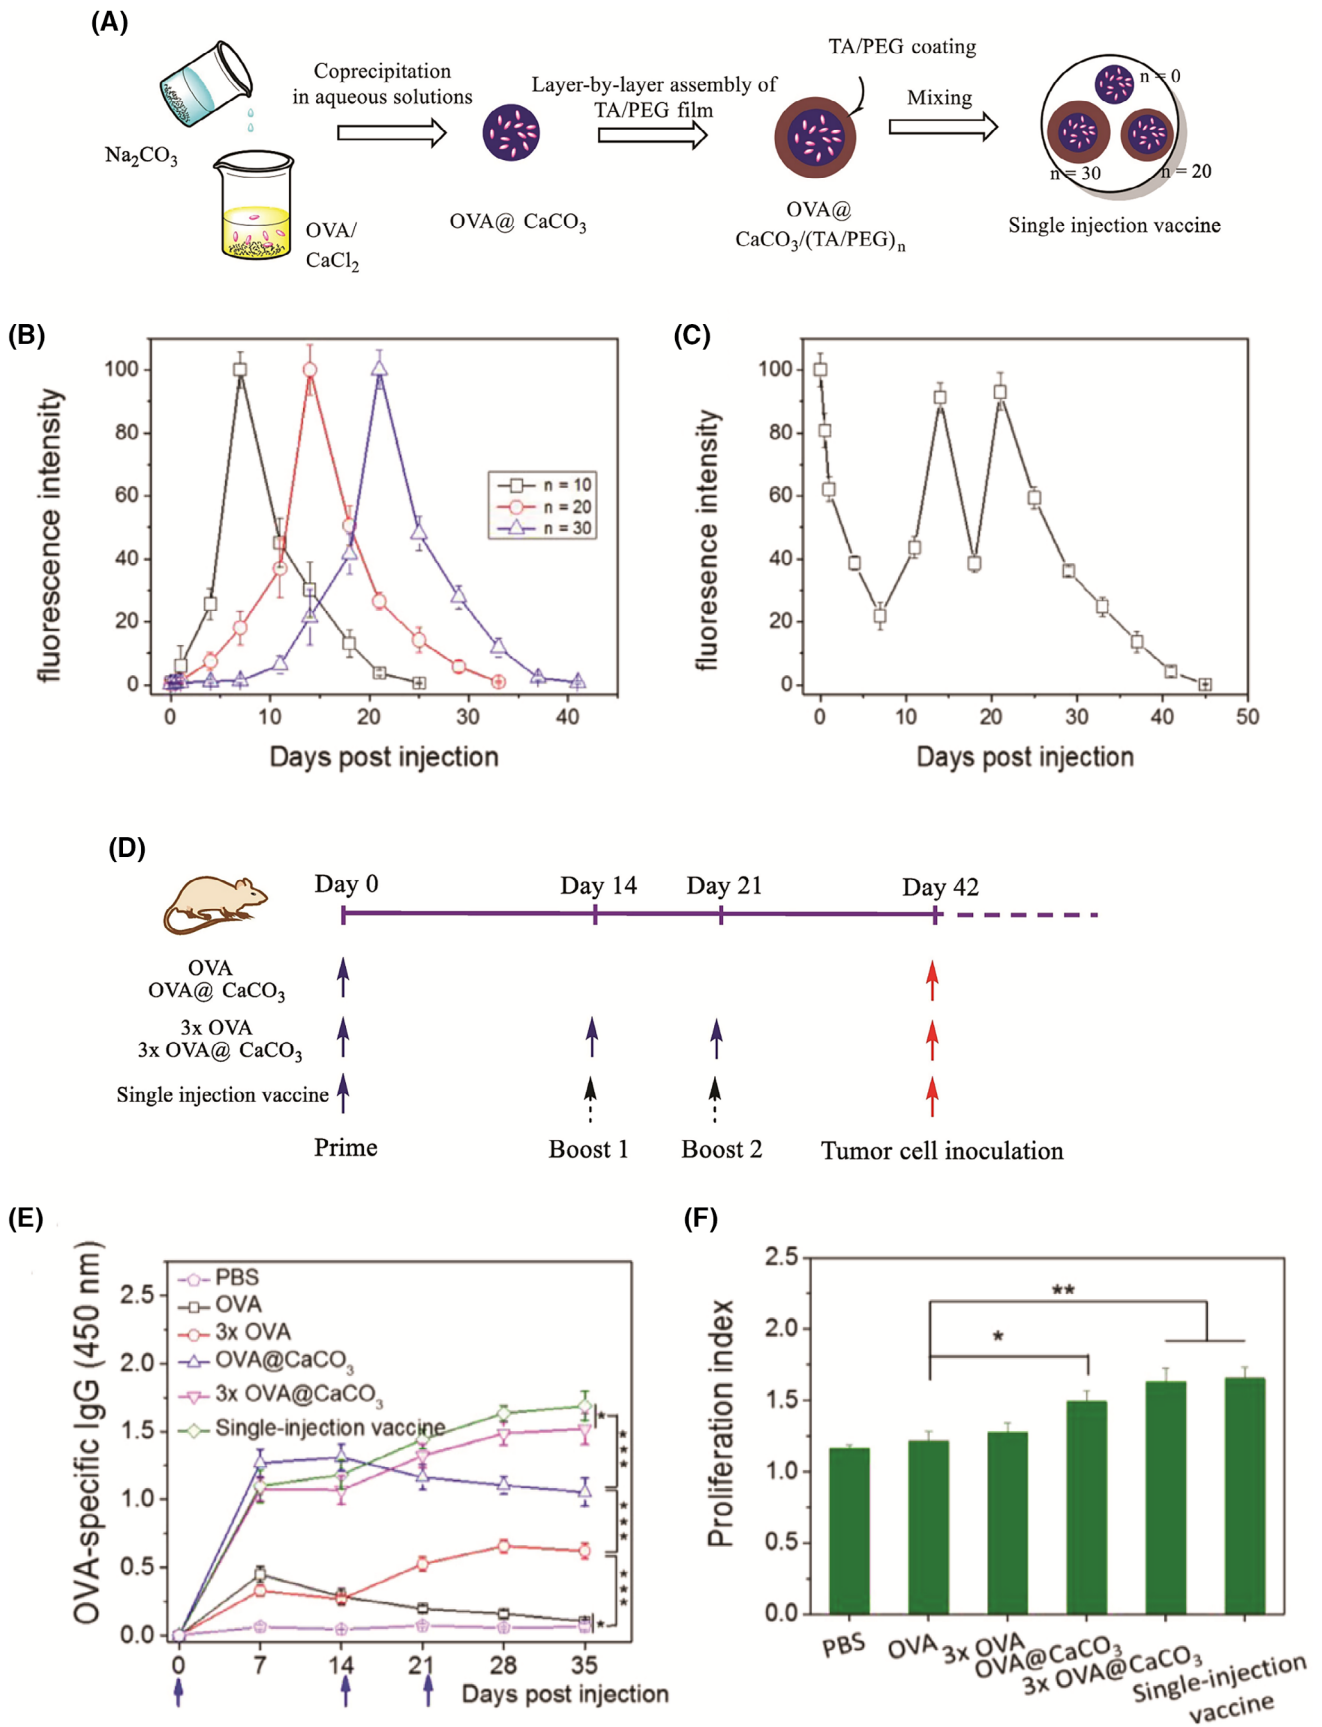 (A)
Na2CO3
OVA/
CaCl2
Coprecipitation
in aqueous solutions
OVA@ CaCO3
Layer-by-layer assembly of
TA/PEG film
TA/PEG coating
OVA@
CaCO3/(TA/PEG)n
Mixing
n = 0
n = 30
n = 20
Single injection vaccine
(B)
fluorescence intensity
100
80
60
40
20
0
n = 10
n = 20
n = 30
0 10 20 30 40
Days post injection
(C)
fluoresence intensity
100
80
60
40
20
0
0 10 20 30 40 50
Days post injection
(D)
Day 0 Day 14 Day 21 Day 42
OVA
OVA@ CaCO3
3x OVA
3x OVA@ CaCO3
Single injection vaccine
Prime Boost 1 Boost 2 Tumor cell inoculation
(E)
OVA-specific IgG (450 nm)
2.5
2.0
1.5
1.0
0.5
0.0
PBS
OVA
3x OVA
OVA@CaCO3
3x OVA@CaCO3
Single-injection vaccine
*
***
***
***
*
0 7 14 21 28 35
Days post injection
(F)
Proliferation index
2.5
2.0
1.5
1.0
0.5
0.0
**
*
PBS
OVA
3x OVA
OVA@CaCO3
3x OVA@CaCO3
Single-injection
vaccine